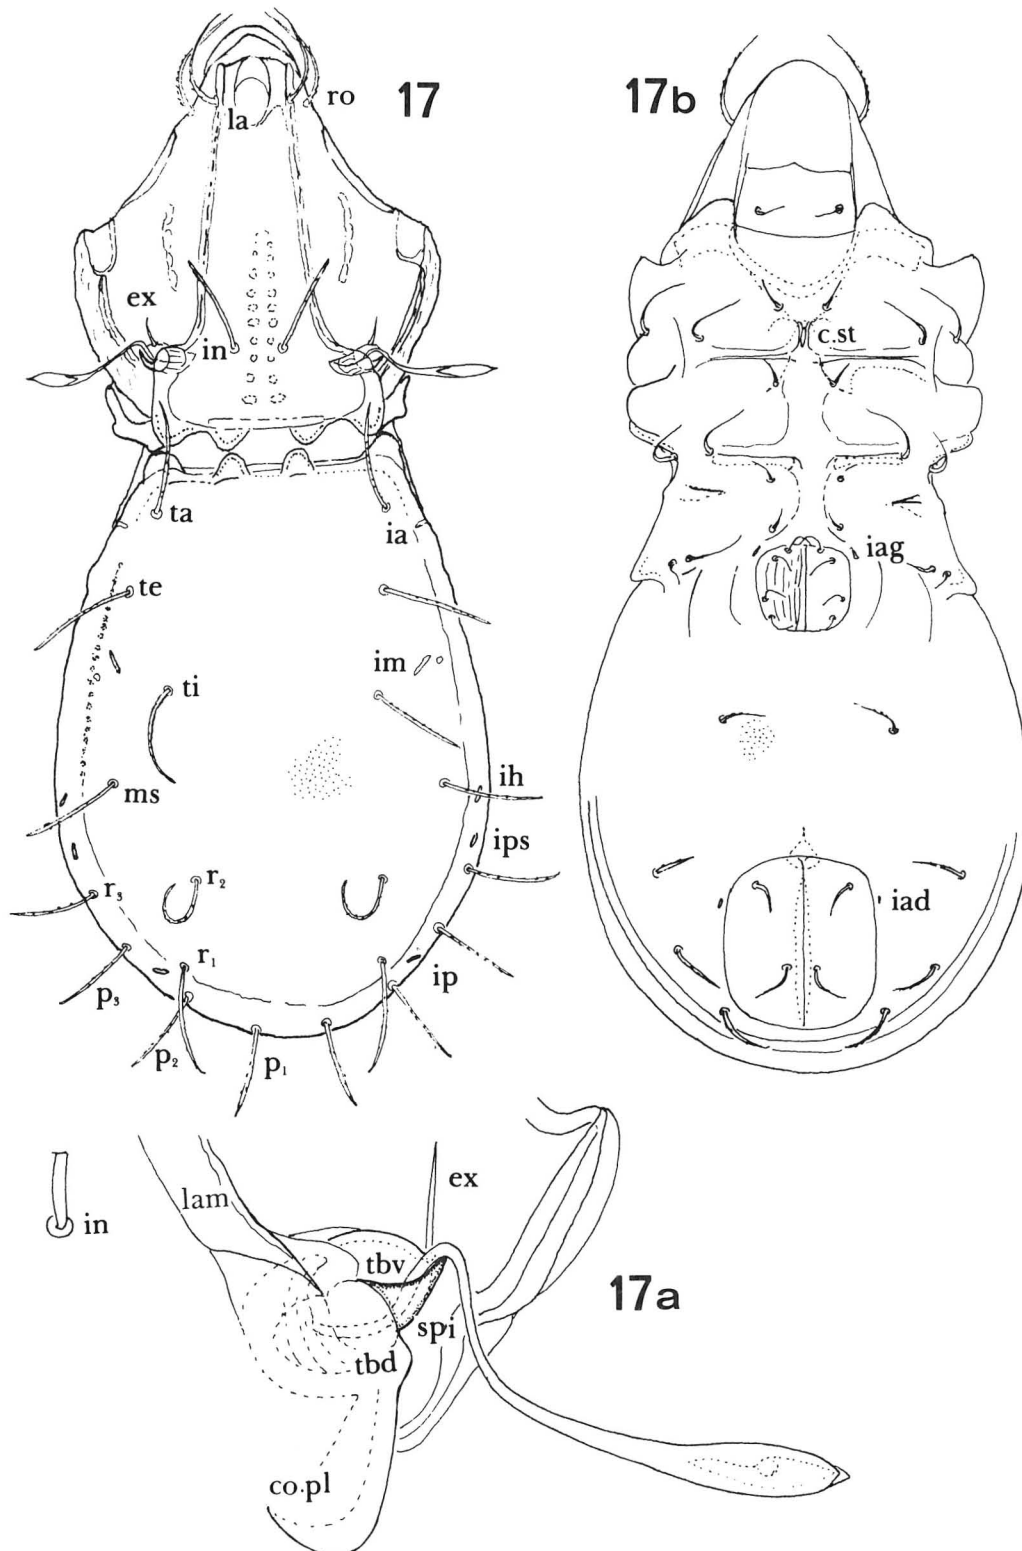 17
17b
ro
la
ex
in
c.st
ta
ia
iag
te
im
ti
ms
ih
ips
r₃
r₂
iad
r₁
ip
p₃
p₂
p₁
lam
ex
in
tbv
17a
spi
tbd
co.pl